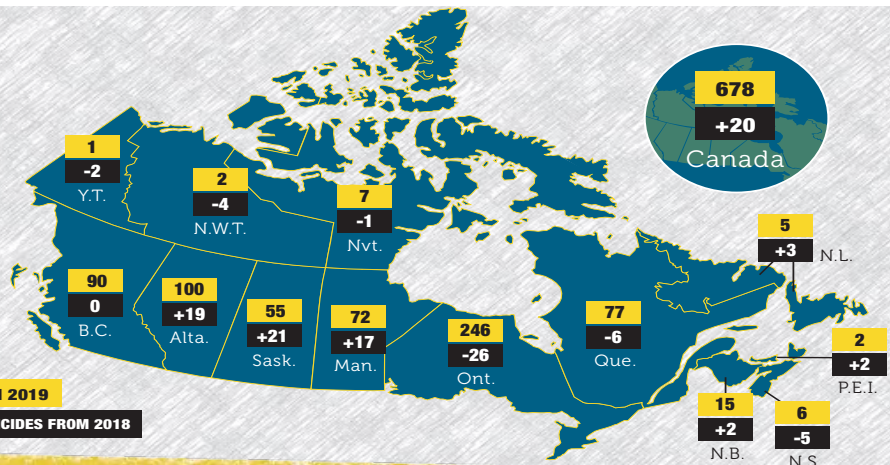 678
+20
Canada
1
-2
Y.T.
2
-4
N.W.T.
7
-1
Nvt.
5
+3
N.L.
90
0
B.C.
100
+19
Alta.
55
+21
Sask.
72
+17
Man.
246
-26
Ont.
77
-6
Que.
2
+2
P.E.I.
15
+2
N.B.
6
-5
N.S.
2019
FROM 2018